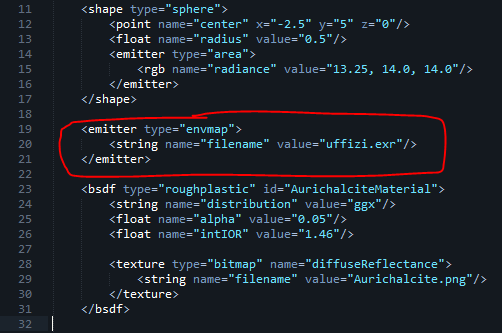 11 <shape type="sphere">
12 <point name="center" x="-2.5" y="5" z="0"/>
13 <float name="radius" value="0.5"/>
14 <emitter type="area">
15 <rgb name="radiance" value="13.25, 14.0, 14.0"/>
16 </emitter>
17 </shape>
18
19 <emitter type="envmap">
20 <string name="filename" value="uffizi.exr"/>
21 </emitter>
22
23 <bsdf type="roughplastic" id="AurichalciteMaterial">
24 <string name="distribution" value="ggx"/>
25 <float name="alpha" value="0.05"/>
26 <float name="intIOR" value="1.46"/>
27
28 <texture type="bitmap" name="diffuseReflectance">
29 <string name="filename" value="Aurichalcite.png"/>
30 </texture>
31 </bsdf>
32